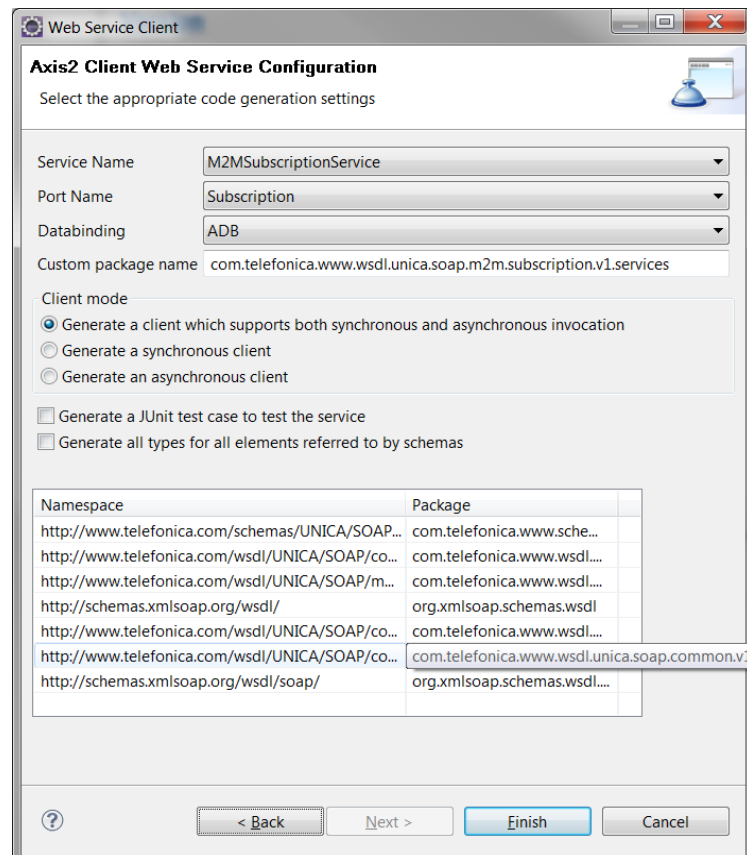 Web Service Client
Axis2 Client Web Service Configuration
Select the appropriate code generation settings
Service Name M2MSubscriptionService
Port Name Subscription
Databinding ADB
Custom package name com.telefonica.www.wsdl.unica.soap.m2m.subscription.v1.services
Client mode
Generate a client which supports both synchronous and asynchronous invocation
Generate a synchronous client
Generate an asynchronous client
Generate a JUnit test case to test the service
Generate all types for all elements referred to by schemas
Namespace Package
http://www.telefonica.com/schemas/UNICA/SOAP... com.telefonica.www.sche...
http://www.telefonica.com/wsdl/UNICA/SOAP/co... com.telefonica.www.wsdl....
http://www.telefonica.com/wsdl/UNICA/SOAP/m... com.telefonica.www.wsdl....
http://schemas.xmlsoap.org/wsdl/ org.xmlsoap.schemas.wsdl
http://www.telefonica.com/wsdl/UNICA/SOAP/co... com.telefonica.www.wsdl....
http://www.telefonica.com/wsdl/UNICA/SOAP/co... com.telefonica.www.wsdl.unica.soap.common.v1
http://schemas.xmlsoap.org/wsdl/soap/ org.xmlsoap.schemas.wsdl....
? < Back Next > Finish Cancel